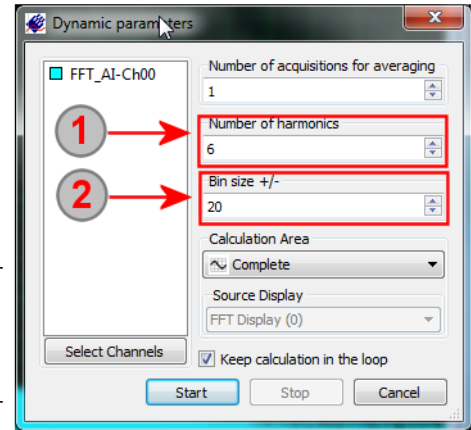 Dynamic parameters
FFT_AI-Ch00
Select Channels
Number of acquisitions for averaging
1
1
Number of harmonics
6
2
Bin size +/-
20
Calculation Area
Complete
Source Display
FFT Display (0)
Keep calculation in the loop
Start
Stop
Cancel